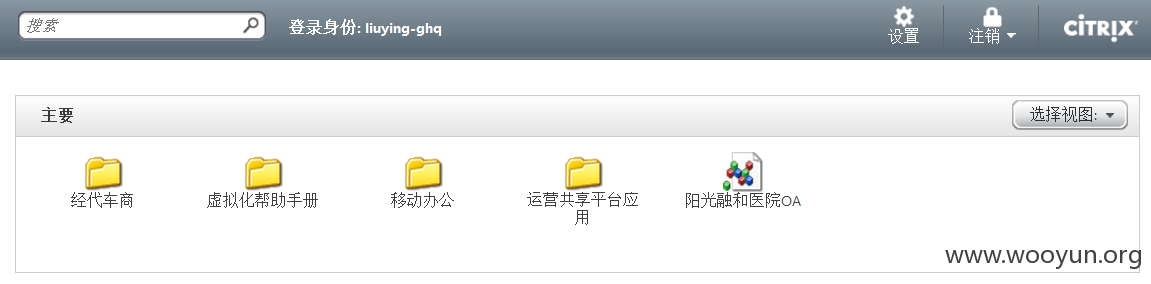 搜索
登录身份: liuying-ghq
设置
注销
CİTRIX
主要
选择视图:
经代车商
虚拟化帮助手册
移动办公
运营共享平台应
用
阳光融和医院OA
www.wooyun.org